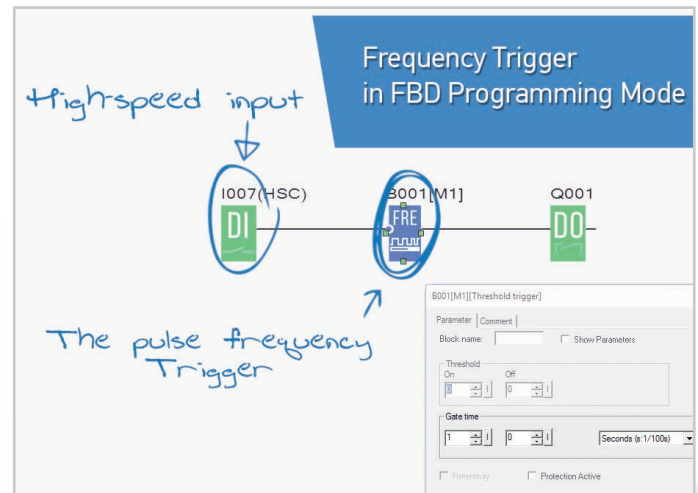 Frequency Trigger
in FBD Programming Mode
High-speed input
I007(HSC)
B001[M1]
Q001
DI
FRE
DO
The pulse frequency
Trigger
B001[M1][Threshold trigger]
Parameter
Comment
Block name:
Show Parameters
Threshold
On
Off
0
0
Gate time
1
0
Seconds (s:1/100s)
Retentivity
Protection Active